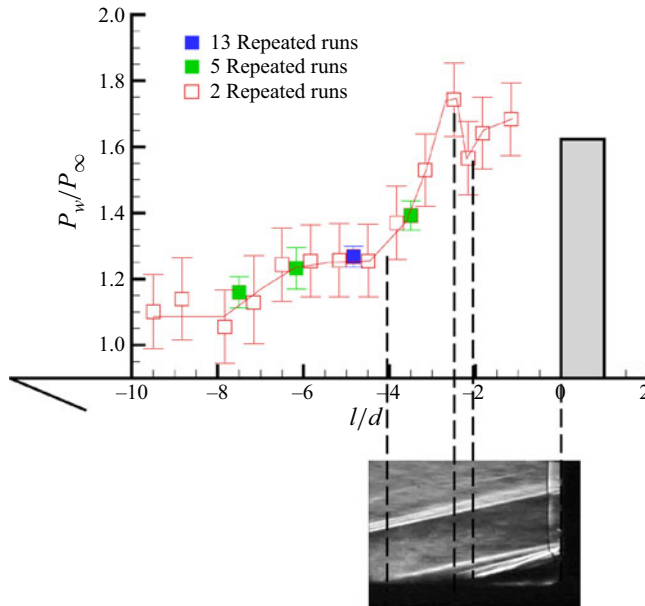 2.0
13 Repeated runs
5 Repeated runs
1.8
2 Repeated runs
1.6
P_w/P_∞
1.4
1.2
1.0
−10 −8 −6 −4 −2 0 2
l/d